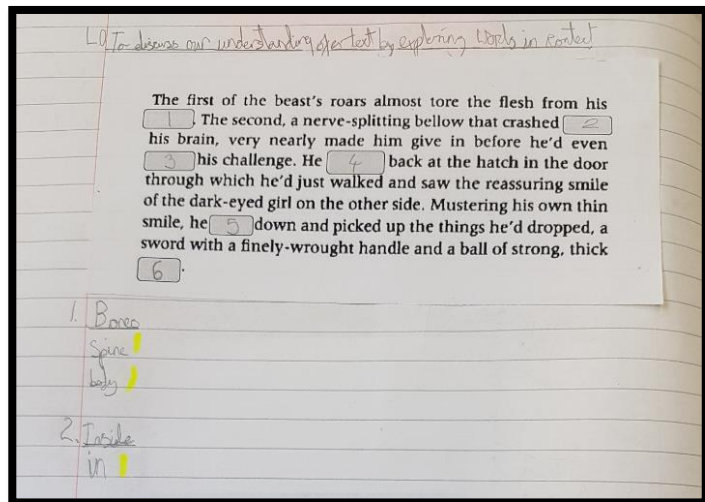 LO To discuss our understanding of a text by exploring words in context
The first of the beast's roars almost tore the flesh from his
1. The second, a nerve-splitting bellow that crashed 2
his brain, very nearly made him give in before he'd even
3 his challenge. He 4 back at the hatch in the door
through which he'd just walked and saw the reassuring smile
of the dark-eyed girl on the other side. Mustering his own thin
smile, he 5 down and picked up the things he'd dropped, a
sword with a finely-wrought handle and a ball of strong, thick
6.
1. Bones
Spine
body
2. Inside
in